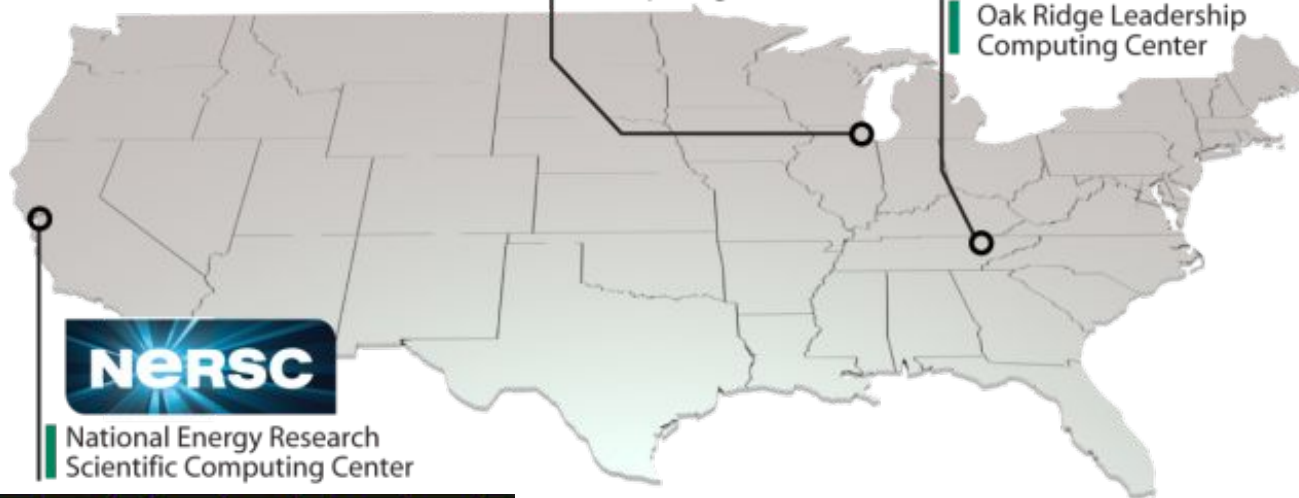 Oak Ridge Leadership
Computing Center
NERSC
National Energy Research
Scientific Computing Center